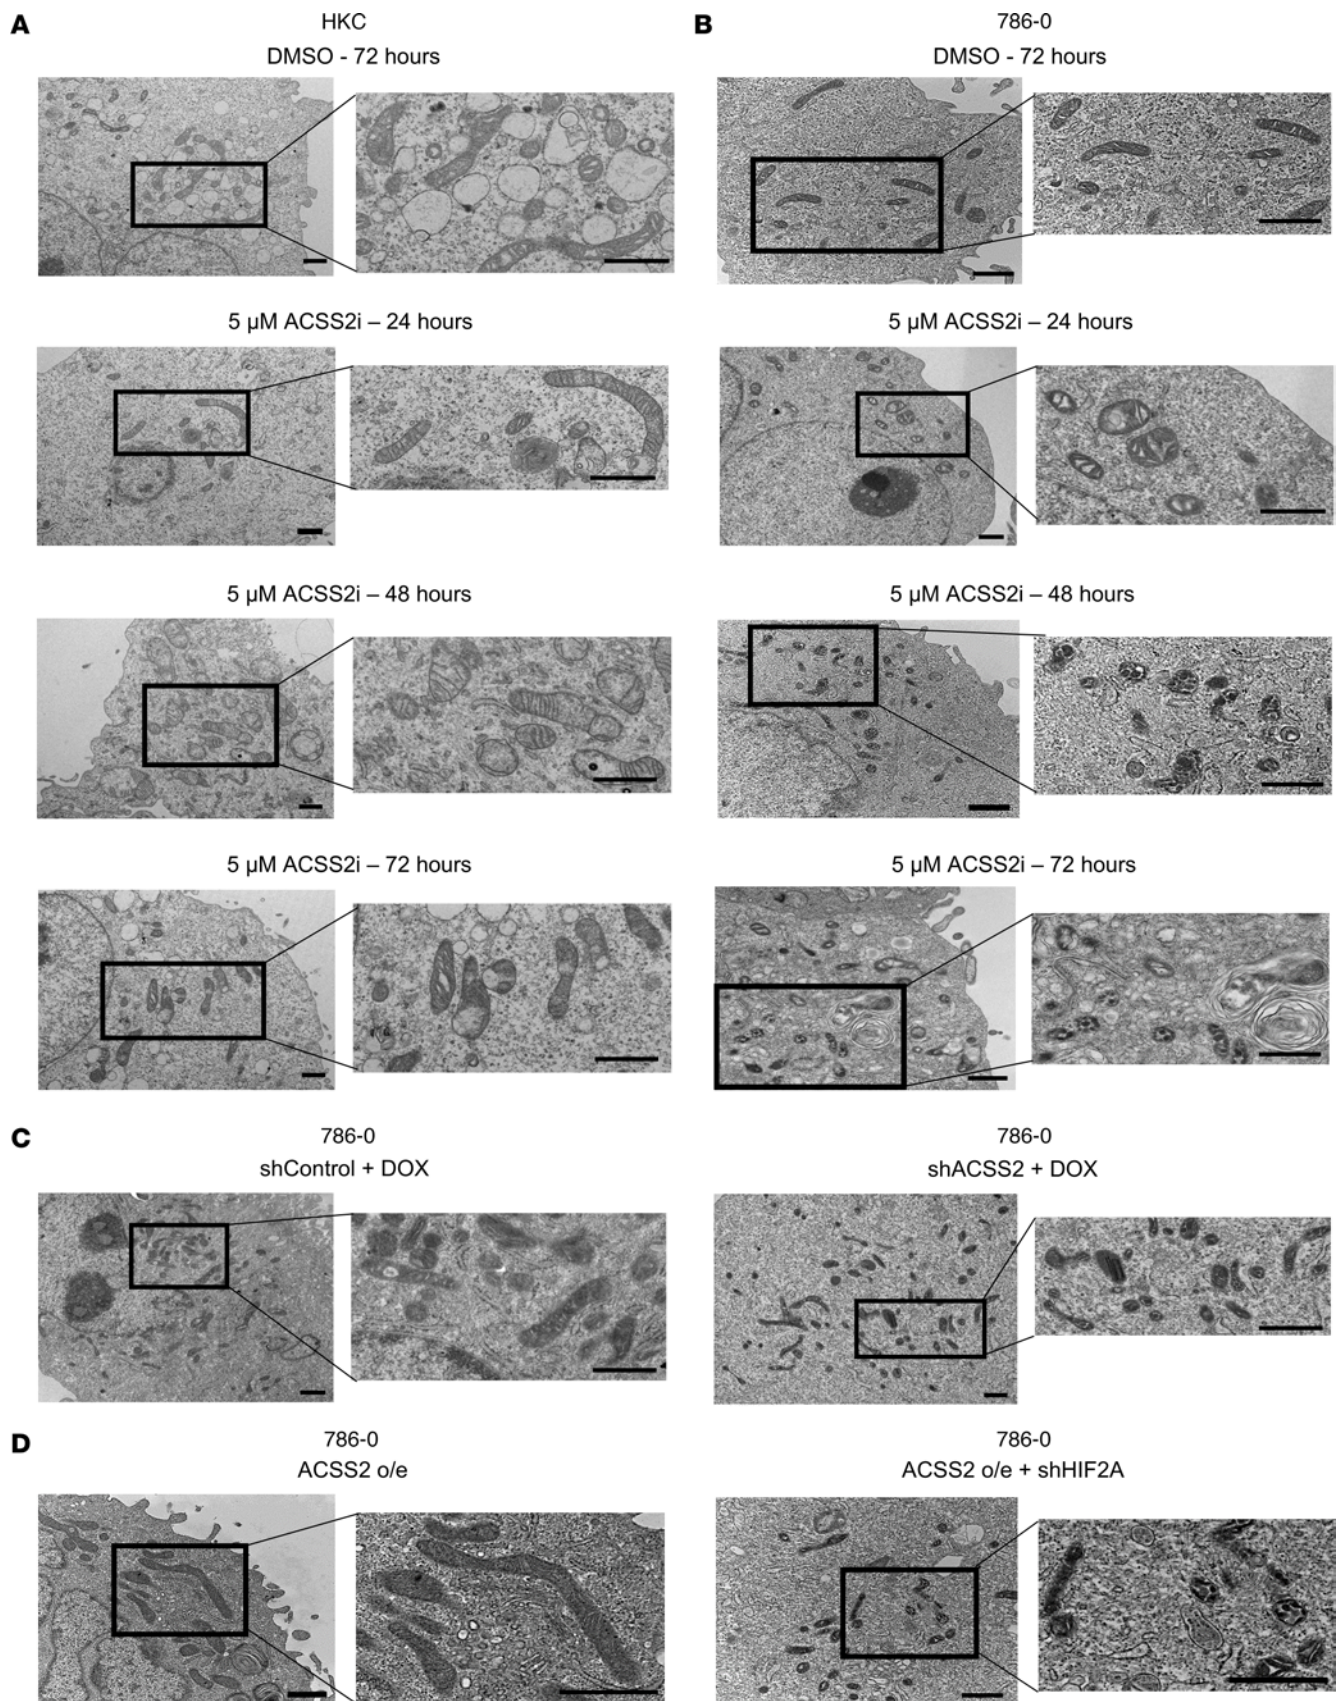 A
HKC
DMSO - 72 hours
5 µM ACSS2i – 24 hours
5 µM ACSS2i – 48 hours
5 µM ACSS2i – 72 hours
B
786-0
DMSO - 72 hours
5 µM ACSS2i – 24 hours
5 µM ACSS2i – 48 hours
5 µM ACSS2i – 72 hours
C
786-0
shControl + DOX
786-0
shACSS2 + DOX
D
786-0
ACSS2 o/e
786-0
ACSS2 o/e + shHIF2A